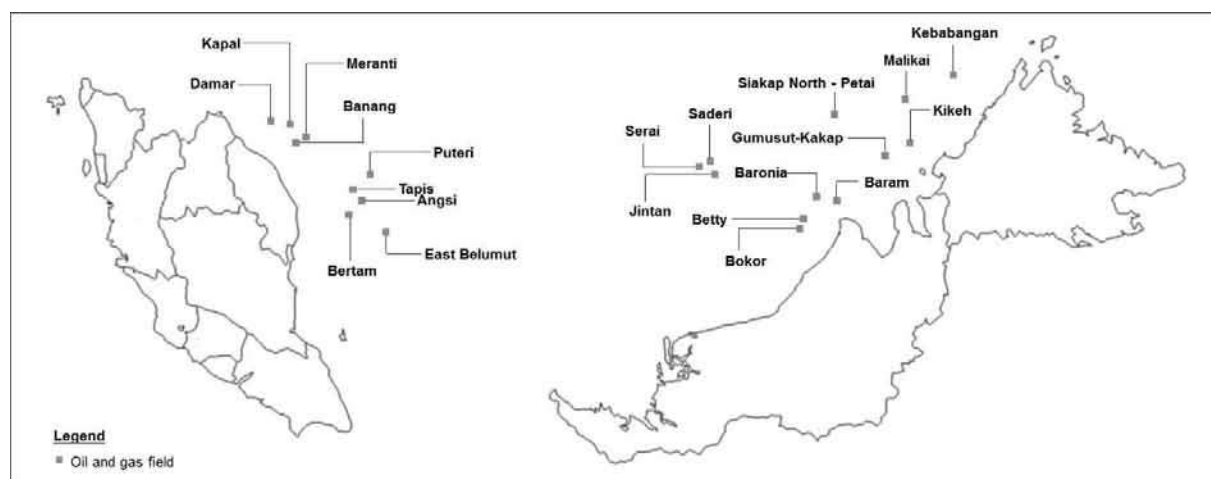 Kapal
Meranti
Damar
Banang
Puteri
Tapis
Angsi
Bertam
East Belumut
Kebabangan
Malikai
Siakap North - Petai
Saderi
Kikeh
Serai
Gumusut-Kakap
Baronia
Baram
Jintan
Betty
Bokor
Legend
Oil and gas field